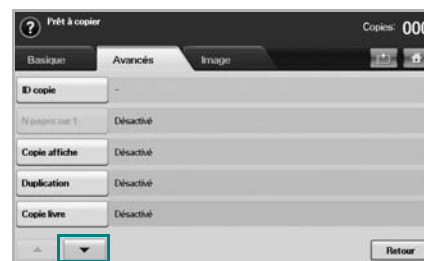 ? Prêt à copier
Copies: 000
Basique
Avancés
Image
ID copie
-
N pages sur 1
Désactivé
Copie affiche
Désactivé
Duplication
Désactivé
Copie livre
Désactivé
Retour